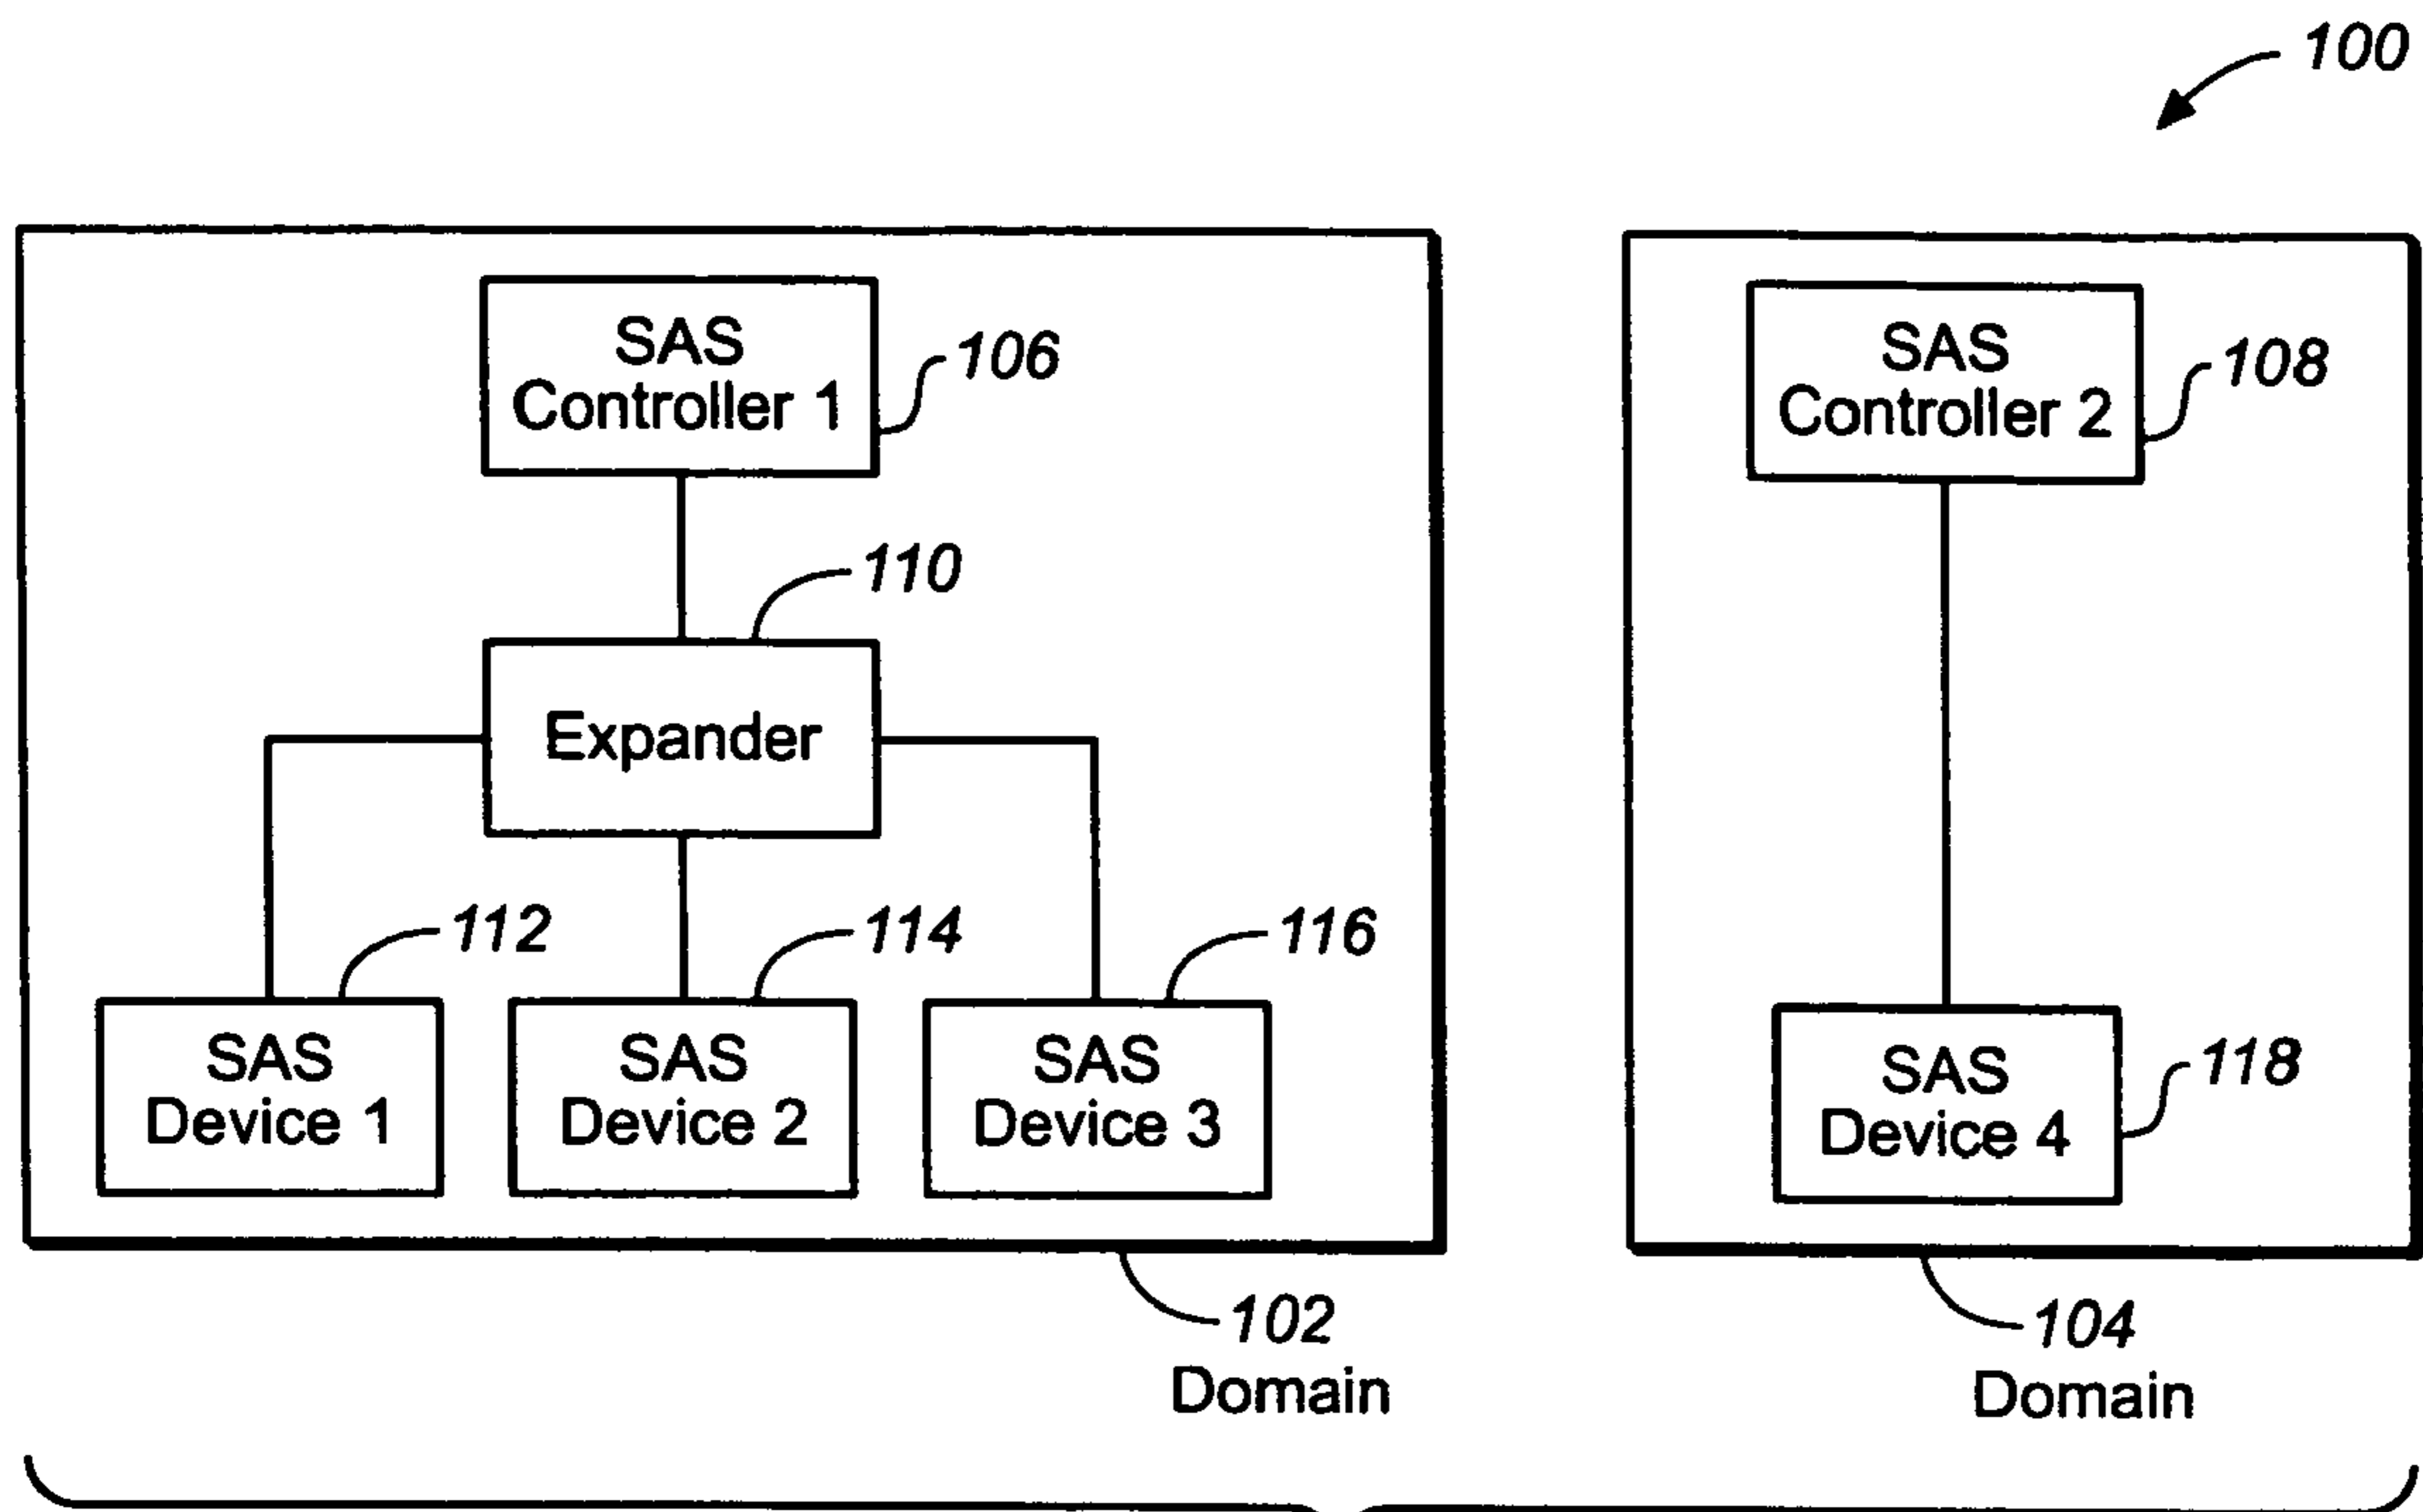 100
SAS
Controller 1
106
SAS
Controller 2
108
110
Expander
112
114
116
SAS
Device 1
SAS
Device 2
SAS
Device 3
SAS
Device 4
118
102
Domain
104
Domain